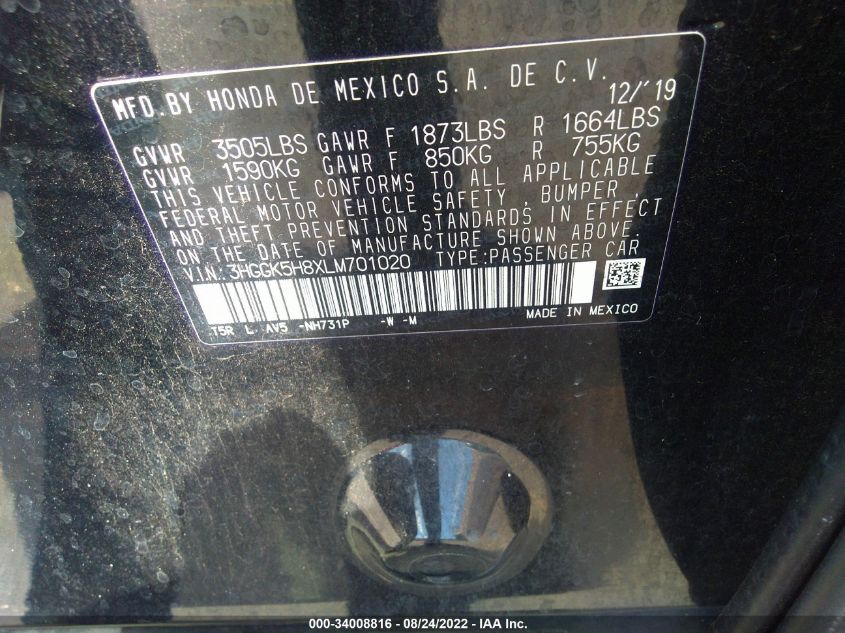 MFD.BY HONDA DE MEXICO S.A. DE C.V.
12/'19
GVWR 3505LBS GAWR F 1873LBS R 1664LBS
GVWR 1590KG GAWR F 850KG R 755KG
THIS VEHICLE CONFORMS TO ALL APPLICABLE
FEDERAL MOTOR VEHICLE SAFETY, BUMPER,
AND THEFT PREVENTION STANDARDS IN EFFECT
ON THE DATE OF MANUFACTURE SHOWN ABOVE.
V.I.N.: 3HGGK5H8XLM701020 TYPE:PASSENGER CAR
T5R L AV5 -NH731P -W -M MADE IN MEXICO
000-34008816 - 08/24/2022 - IAA Inc.